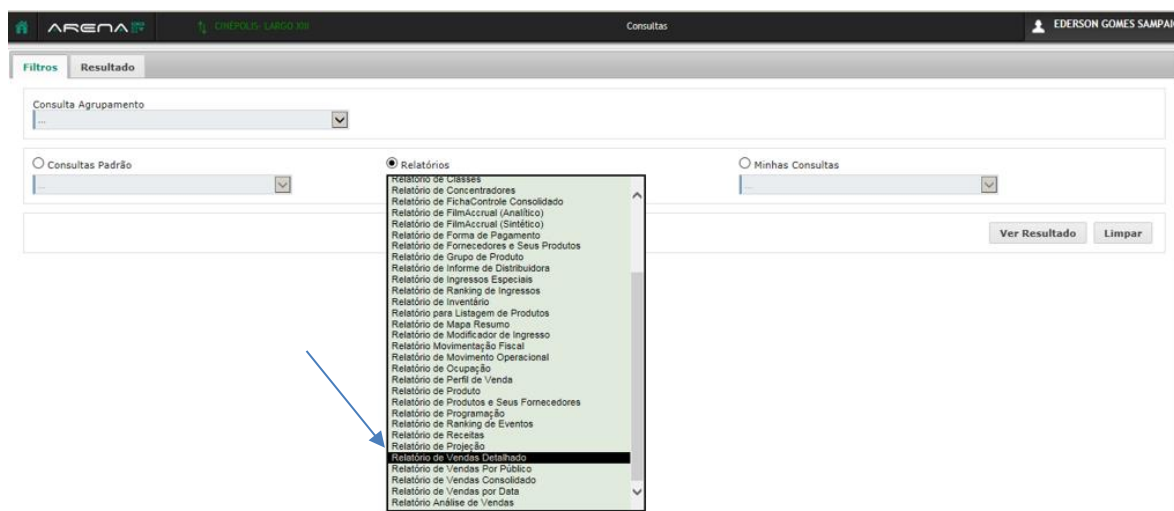 ARENA
CINÉPOLIS- LARGO XIII
Consultas
EDERSON GOMES SAMPAI
Filtros
Resultado
Consulta Agrupamento
...
Consultas Padrão
Relatórios
Minhas Consultas
...
...
Relatório de Classes
Relatório de Concentradores
Relatório de FichaControle Consolidado
Relatório de FilmAccrual (Analítico)
Relatório de FilmAccrual (Sintético)
Relatório de Forma de Pagamento
Relatório de Fornecedores e Seus Produtos
Relatório de Grupo de Produto
Relatório de Informe de Distribuidora
Relatório de Ingressos Especiais
Relatório de Ranking de Ingressos
Relatório de Inventário
Relatório para Listagem de Produtos
Relatório de Mapa Resumo
Relatório de Modificador de Ingresso
Relatório Movimentação Fiscal
Relatório de Movimento Operacional
Relatório de Ocupação
Relatório de Perfil de Venda
Relatório de Produto
Relatório de Produtos e Seus Fornecedores
Relatório de Programação
Relatório de Ranking de Eventos
Relatório de Receitas
Relatório de Projeção
Relatório de Vendas Detalhado
Relatório de Vendas Por Público
Relatório de Vendas Consolidado
Relatório de Vendas por Data
Relatório Análise de Vendas
Ver Resultado
Limpar